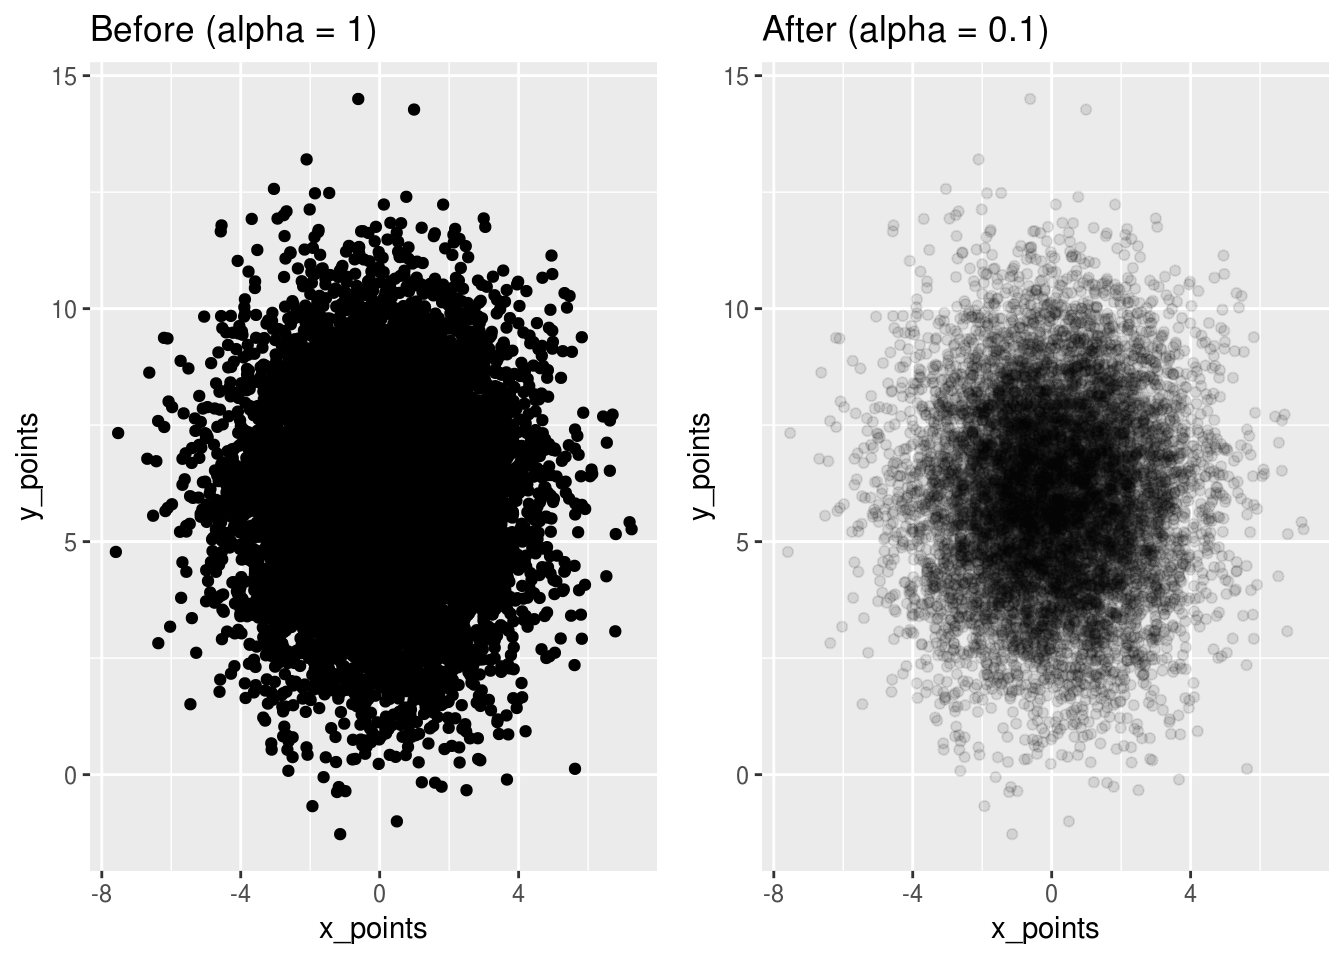 Before (alpha = 1)
15
10
5
0
y_points
-8 -4 0 4
x_points
After (alpha = 0.1)
15
10
5
0
y_points
-8 -4 0 4
x_points